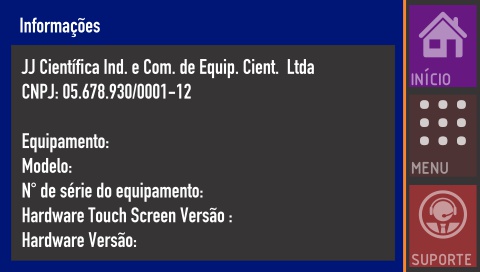 Informações
JJ Científica Ind. e Com. de Equip. Cient. Ltda
CNPJ: 05.678.930/0001-12
Equipamento:
Modelo:
N° de série do equipamento:
Hardware Touch Screen Versão :
Hardware Versão:
INÍCIO
MENU
SUPORTE